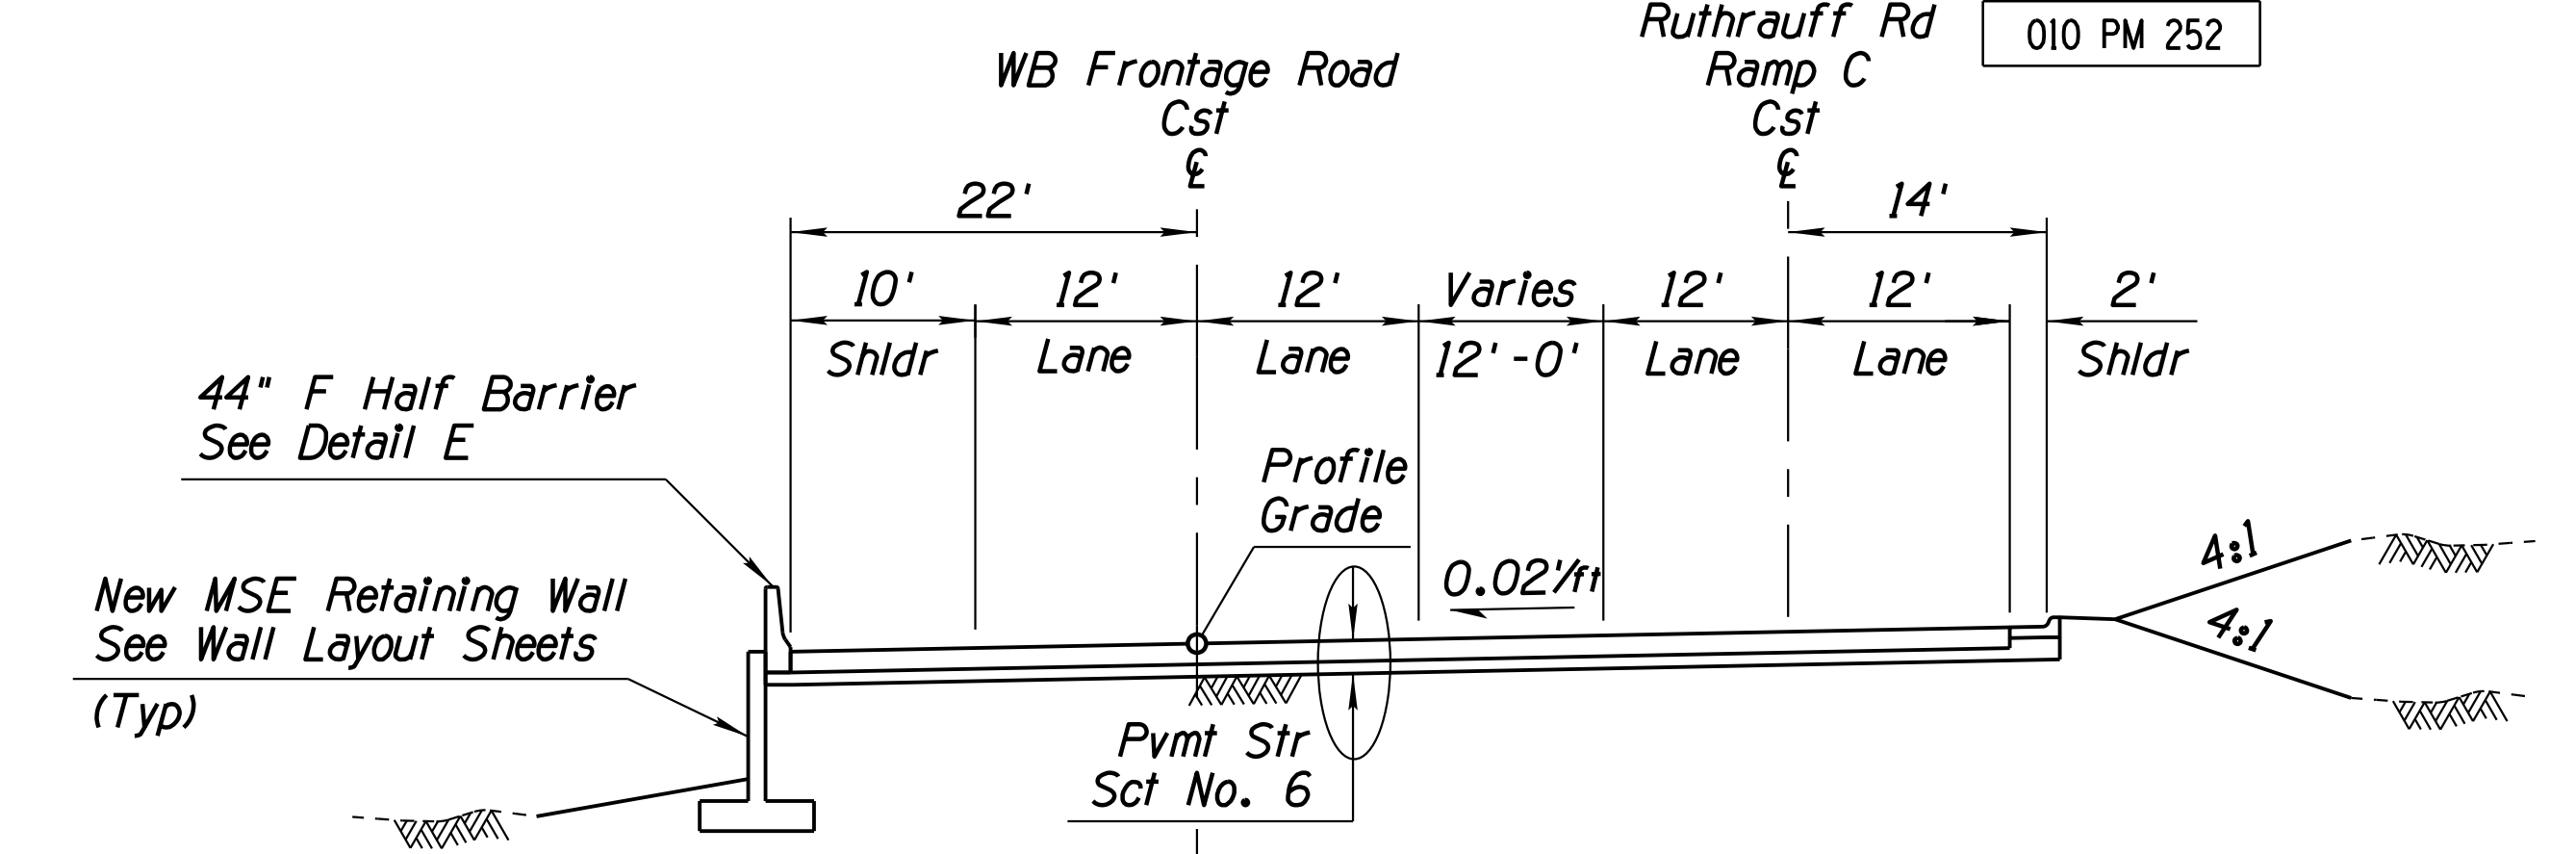 Ruthrauff Rd
Ramp C
Cst
℄
010 PM 252
WB Frontage Road
Cst
℄
22'
14'
10'
12'
12'
Varies
12'
12'
2'
Shldr
Lane
Lane
12'-0'
Lane
Lane
Shldr
44" F Half Barrier
See Detail E
Profile
Grade
0.02'/ft
4:1
4:1
New MSE Retaining Wall
See Wall Layout Sheets
(Typ)
Pvmt Str
Sct No. 6